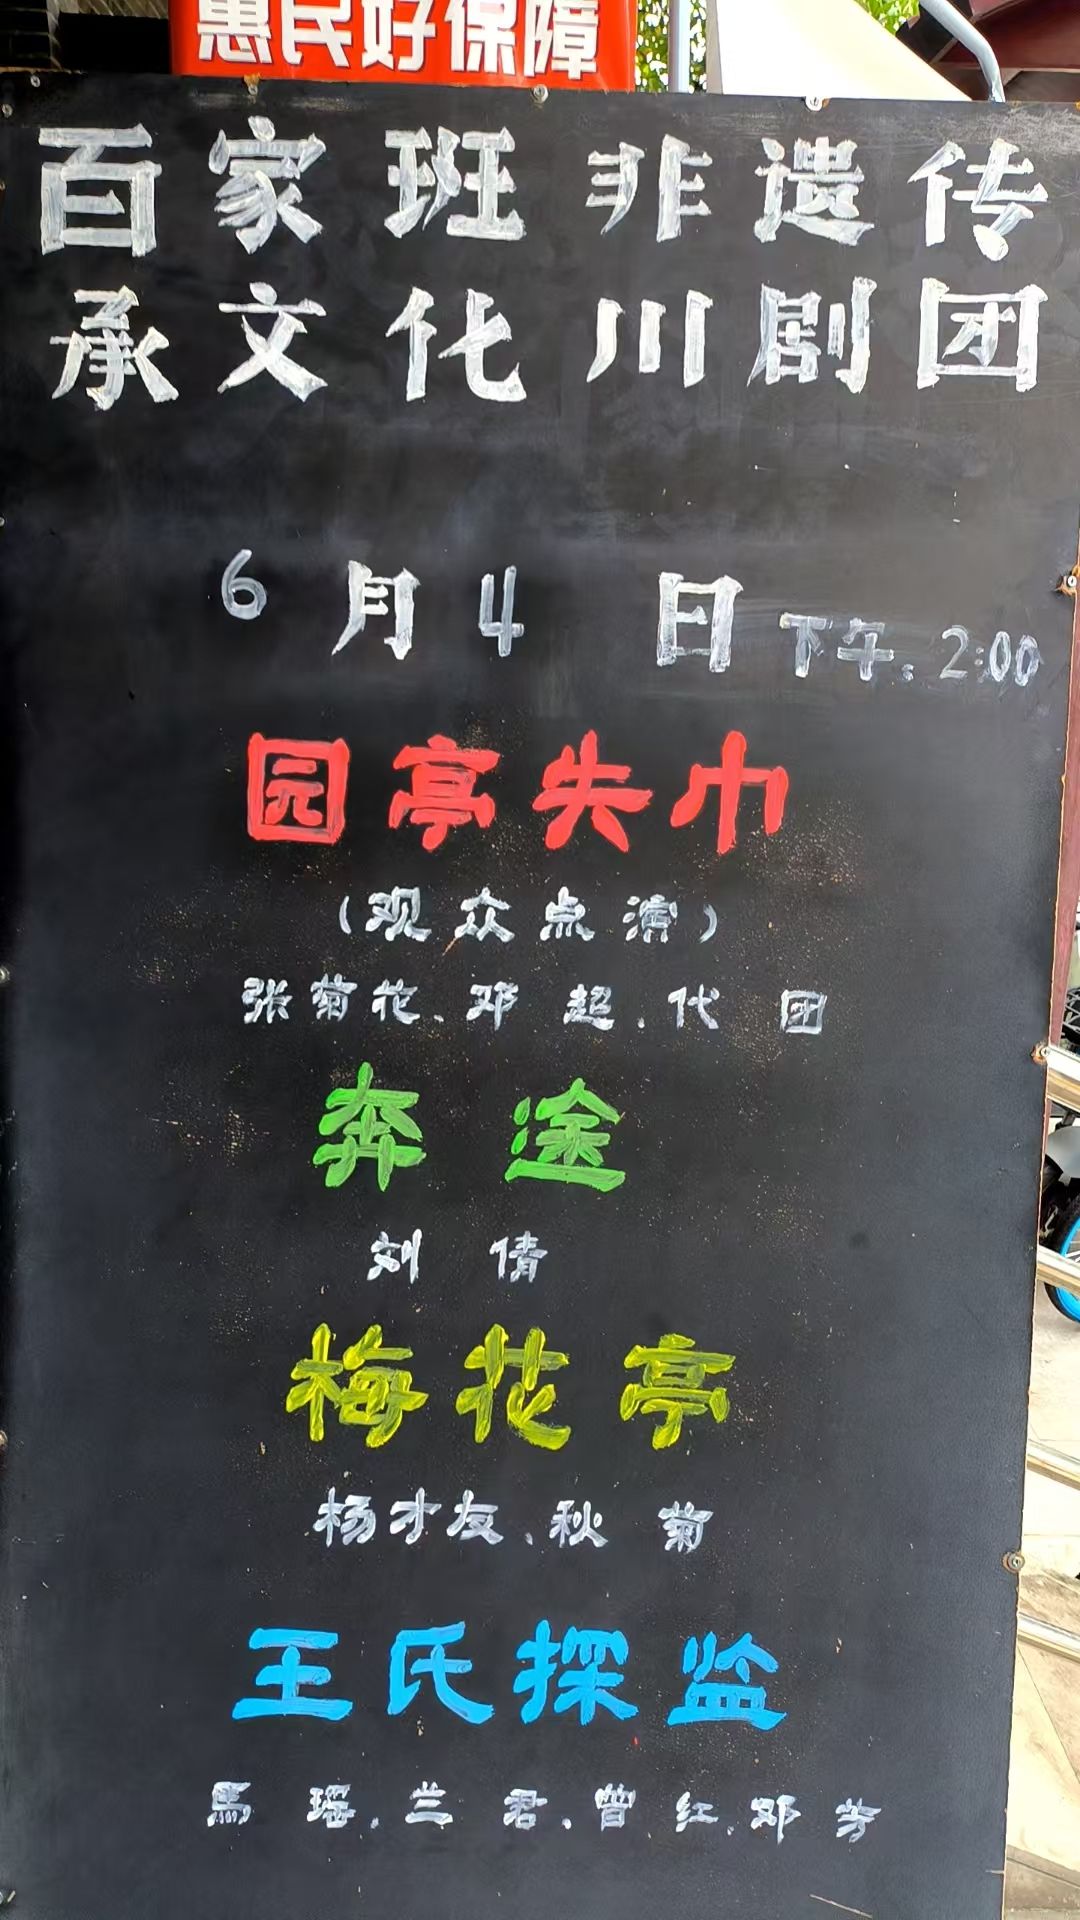 惠民好保障
百家班非遗传
承文化川剧团
6月4日下午.2:00
园亭失巾
(观众点演)
张菊花、邓超.代团
奔途
刘倩
梅花亭
杨才友、秋菊
王氏探监
馬瑶.兰君.曾红.邓芳